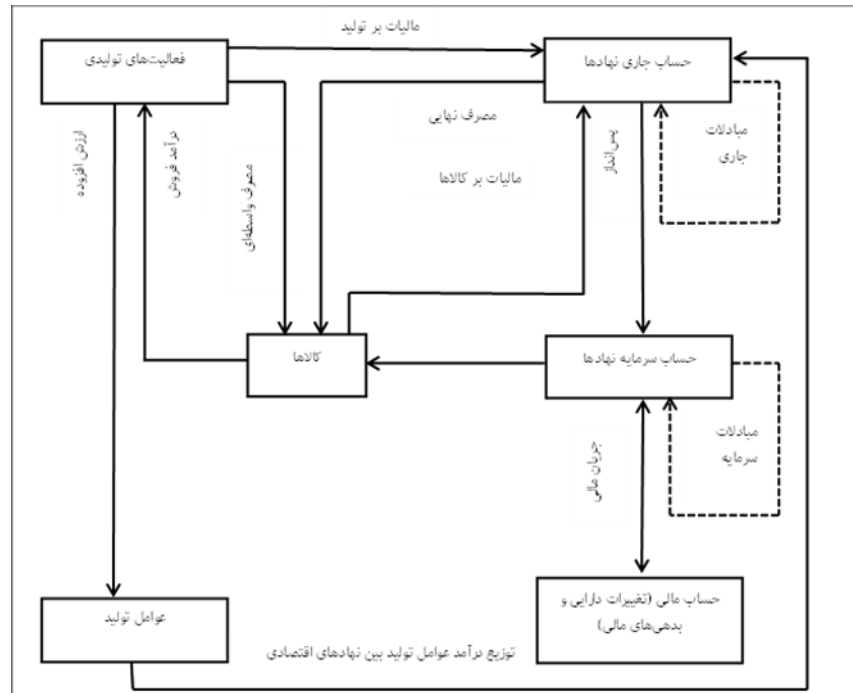 مالیات بر تولید
فعالیت‌های تولیدی
حساب جاری نهادها
مصرف نهایی
مبادلات
جاری
پس‌انداز
ارزش افزوده
درآمد فروش
مصرف واسطه‌ای
مالیات بر کالاها
کالاها
حساب سرمایه نهادها
مبادلات
سرمایه
جریان مالی
عوامل تولید
حساب مالی (تغییرات دارایی و
بدهی‌های مالی)
توزیع درآمد عوامل تولید بین نهادهای اقتصادی